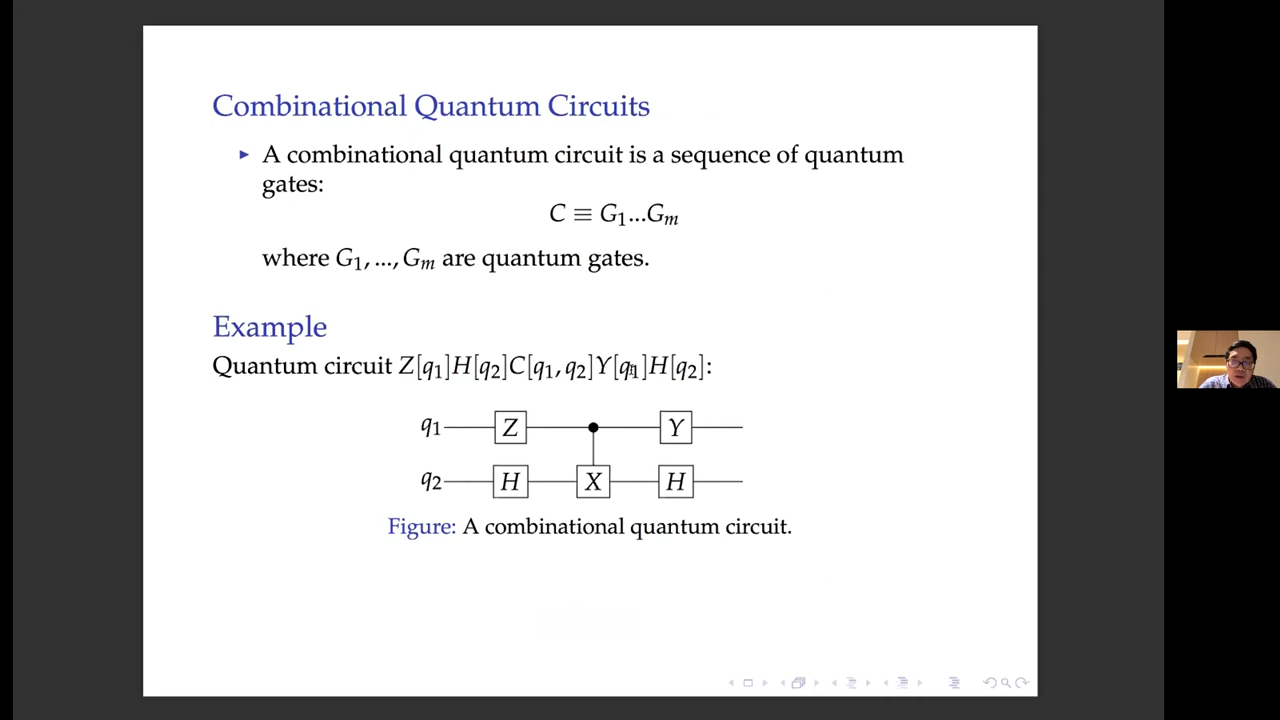 Combinational Quantum Circuits
▶ A combinational quantum circuit is a sequence of quantum
gates:
C ≡ G₁...Gₘ
where G₁, ..., Gₘ are quantum gates.
Example
Quantum circuit Z[q₁]H[q₂]C[q₁, q₂]Y[q₁]H[q₂]:
q₁ Z Y
q₂ H X H
Figure: A combinational quantum circuit.